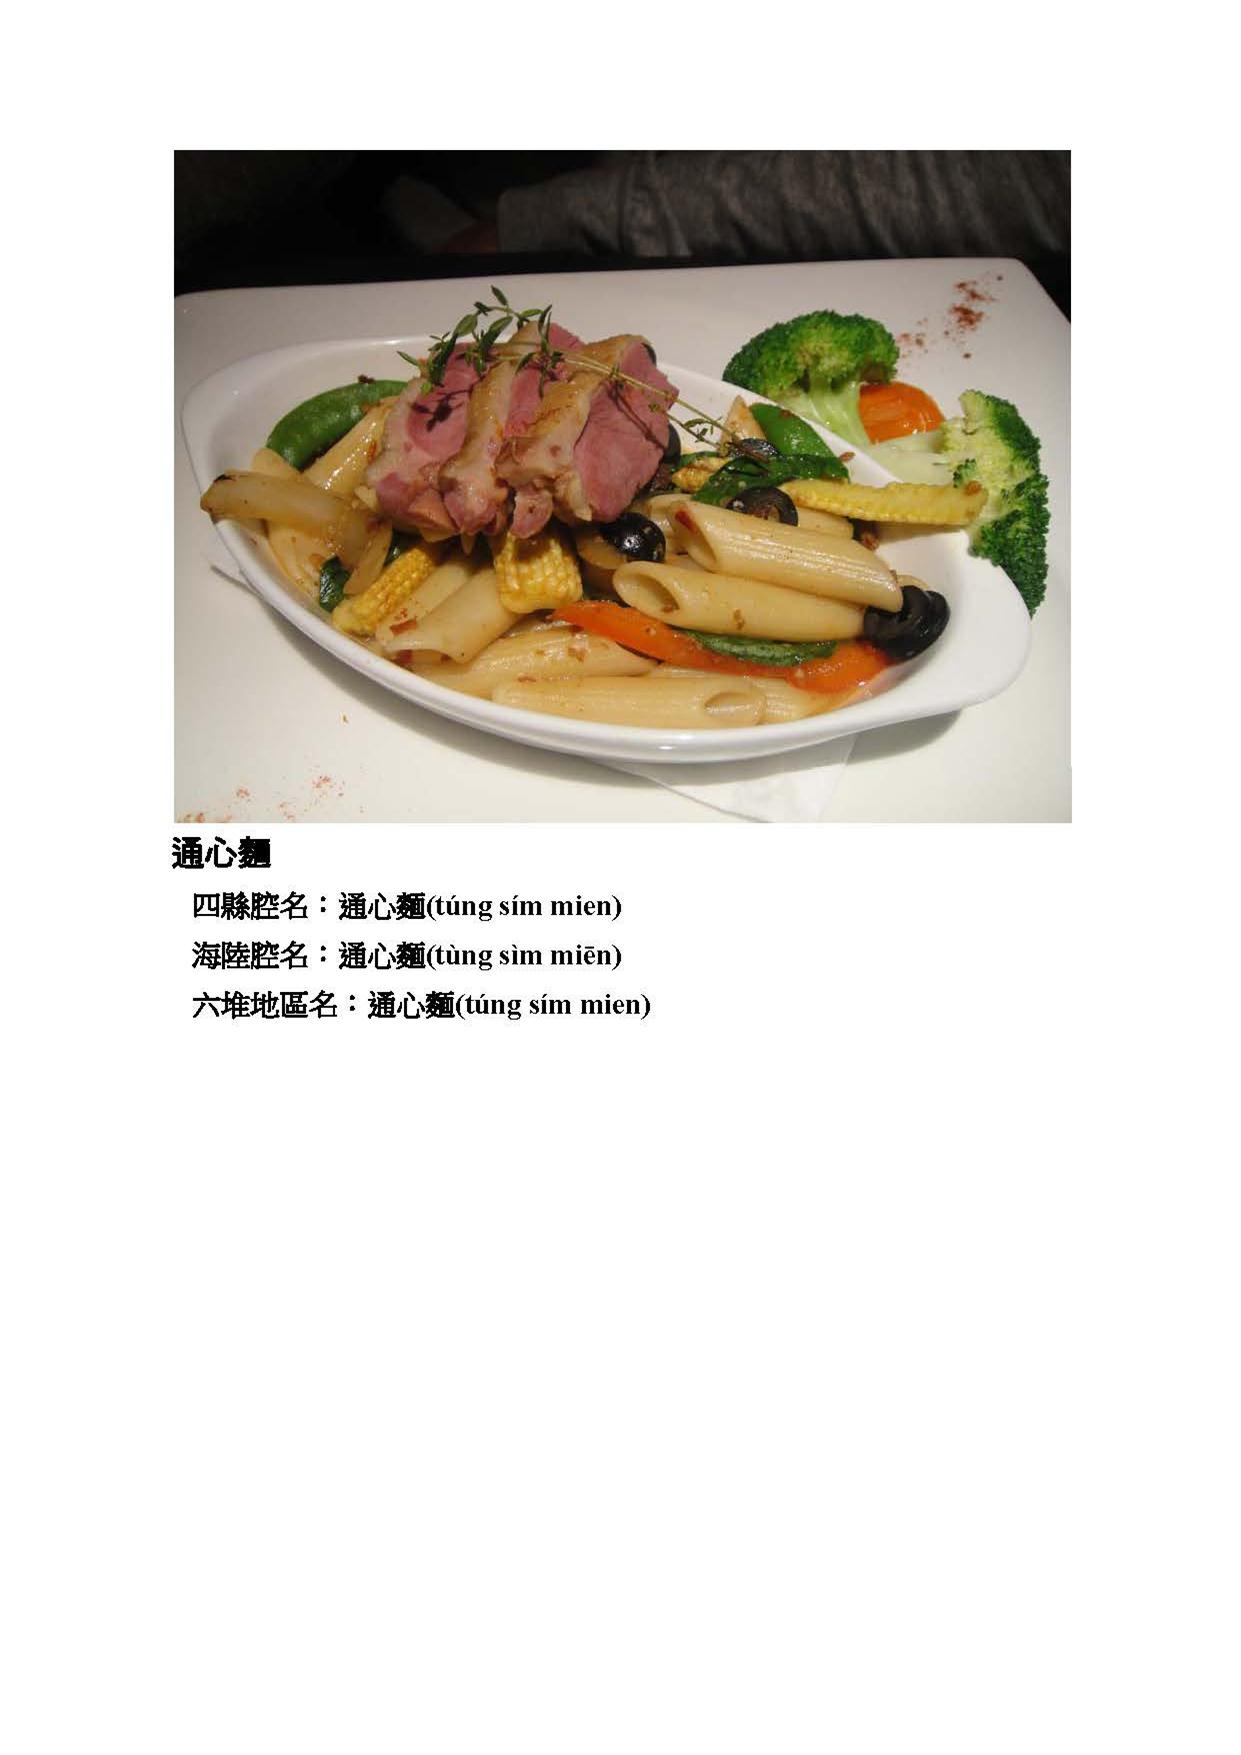 通心麵
四縣腔名：通心麵(túng sím mien)
海陸腔名：通心麵(tùng sìm miēn)
六堆地區名：通心麵(túng sím mien)